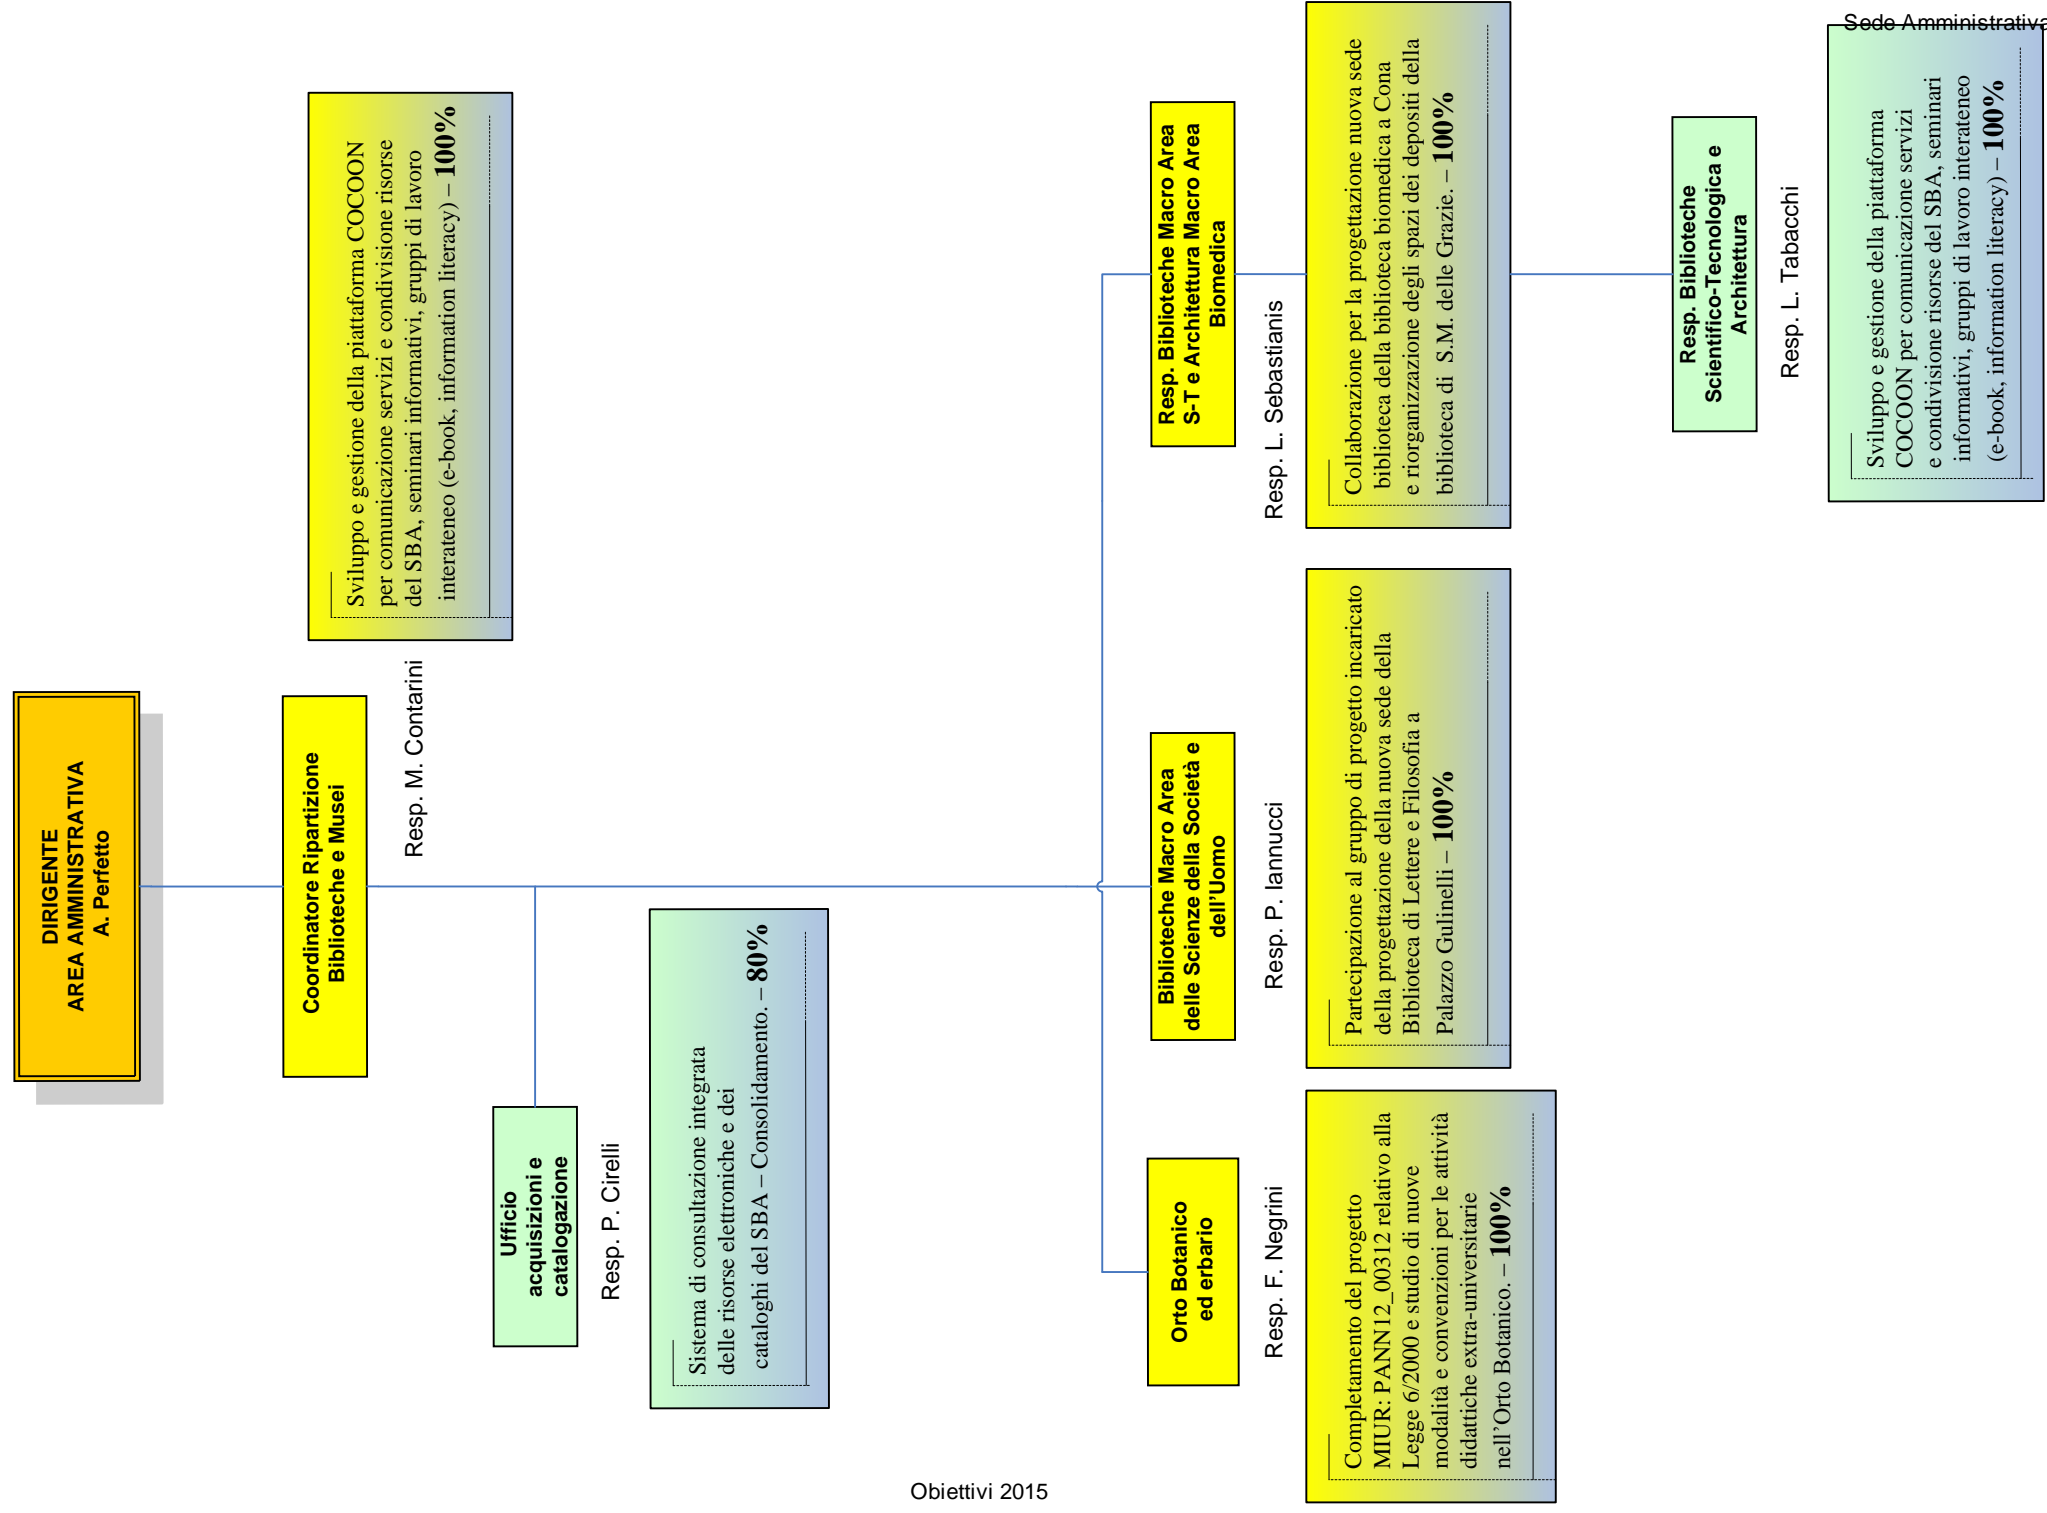 Sede Amministrativa
DIRIGENTE
AREA AMMINISTRATIVA
A. Perfetto
Coordinatore Ripartizione
Biblioteche e Musei
Resp. M. Contarini
Sviluppo e gestione della piattaforma COCOON
per comunicazione servizi e condivisione risorse
del SBA, seminari informativi, gruppi di lavoro
interateneo (e-book, information literacy) – 100%
Ufficio
acquisizioni e
catalogazione
Resp. P. Cirelli
Sistema di consultazione integrata
delle risorse elettroniche e dei
cataloghi del SBA – Consolidamento. – 80%
Orto Botanico
ed erbario
Resp. F. Negrini
Completamento del progetto
MIUR: PANN12_00312 relativo alla
Legge 6/2000 e studio di nuove
modalità e convenzioni per le attività
didattiche extra-universitarie
nell'Orto Botanico. – 100%
Biblioteche Macro Area
delle Scienze della Società e
dell'Uomo
Resp. P. Iannucci
Partecipazione al gruppo di progetto incaricato
della progettazione della nuova sede della
Biblioteca di Lettere e Filosofia a
Palazzo Gulinelli – 100%
Resp. Biblioteche Macro Area
S-T e Architettura Macro Area
Biomedica
Resp. L. Sebastianis
Collaborazione per la progettazione nuova sede
biblioteca della biblioteca biomedica a Cona
e riorganizzazione degli spazi dei depositi della
biblioteca di S.M. delle Grazie. – 100%
Resp. Biblioteche
Scientifico-Tecnologica e
Architettura
Resp. L. Tabacchi
Sviluppo e gestione della piattaforma
COCOON per comunicazione servizi
e condivisione risorse del SBA, seminari
informativi, gruppi di lavoro interateneo
(e-book, information literacy) – 100%
Obiettivi 2015